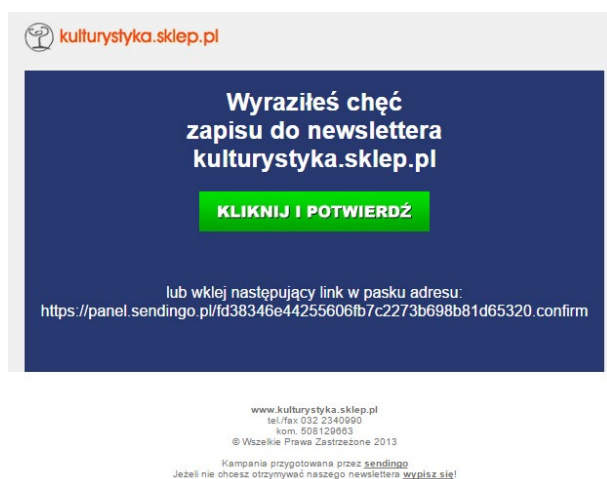 kulturystyka.sklep.pl
Wyraziłeś chęć
zapisu do newslettera
kulturystyka.sklep.pl
KLIKNIJ I POTWIERDŹ
lub wklej następujący link w pasku adresu:
https://panel.sendingo.pl/fd38346e44255606fb7c2273b698b81d65320.confirm
www.kulturystyka.sklep.pl
tel./fax 032 2340990
kom. 508129663
© Wszelkie Prawa Zastrzeżone 2013
Kampania przygotowana przez sendingo
Jeżeli nie chcesz otrzymywać naszego newslettera wypisz się!